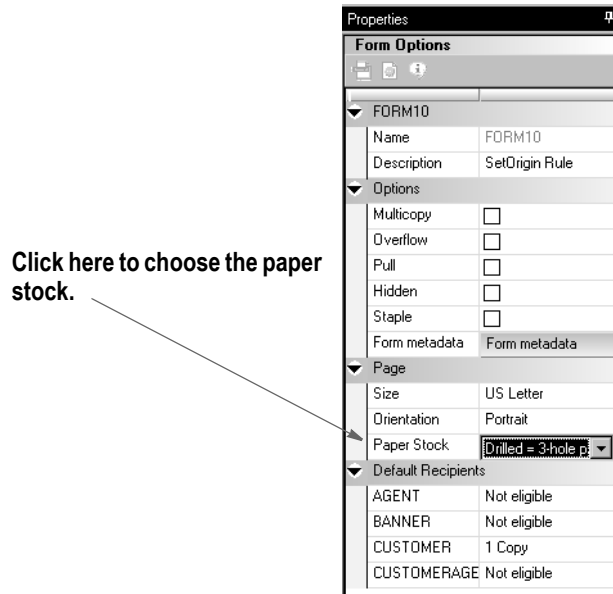 Properties
Form Options
FORM10
Name FORM10
Description SetOrigin Rule
Options
Multicopy
Overflow
Pull
Hidden
Staple
Form metadata Form metadata
Click here to choose the paper
stock.
Page
Size US Letter
Orientation Portrait
Paper Stock Drilled = 3-hole p
Default Recipients
AGENT Not eligible
BANNER Not eligible
CUSTOMER 1 Copy
CUSTOMERAGE Not eligible